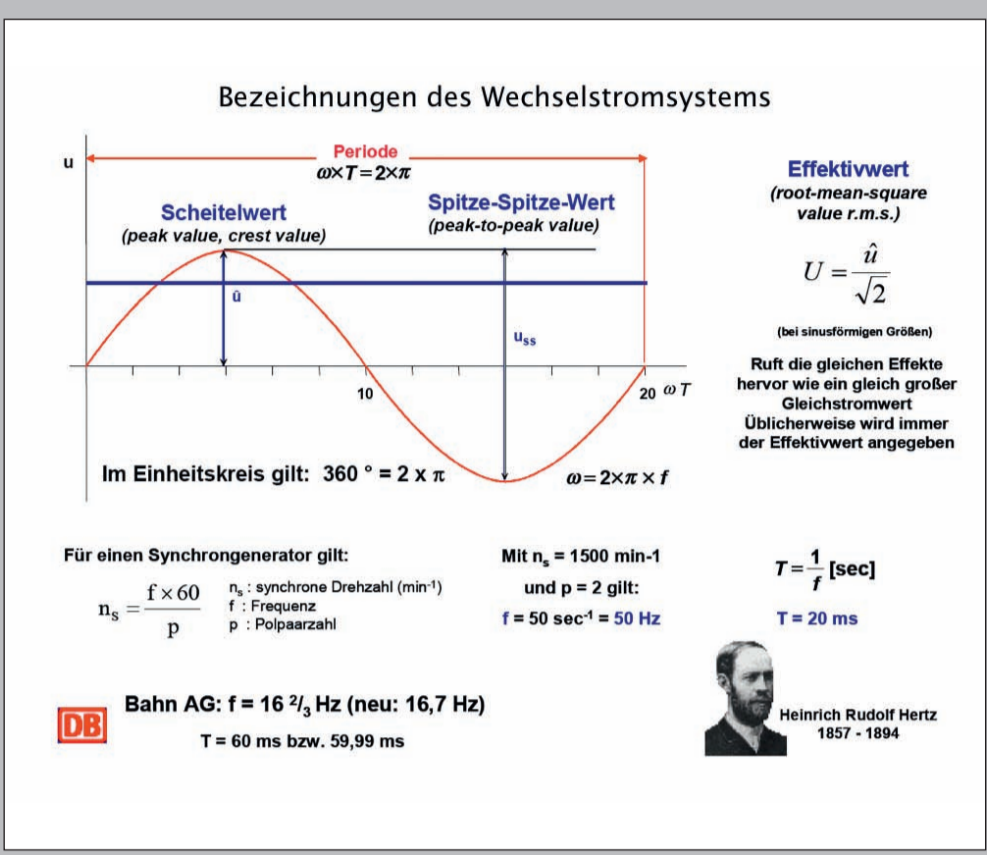 Bezeichnungen des Wechselstromsystems
u
Periode
ω×T=2×π
Scheitelwert
(peak value, crest value)
Spitze-Spitze-Wert
(peak-to-peak value)
û
uss
10
20 ω T
Im Einheitskreis gilt: 360 ° = 2 x π
ω=2×π × f
Effektivwert
(root-mean-square
value r.m.s.)
U = û/√2
(bei sinusförmigen Größen)
Ruft die gleichen Effekte
hervor wie ein gleich großer
Gleichstromwert
Üblicherweise wird immer
der Effektivwert angegeben
Für einen Synchrongenerator gilt:
ns = f × 60 / p
ns : synchrone Drehzahl (min-1)
f : Frequenz
p : Polpaarzahl
Mit ns = 1500 min-1
und p = 2 gilt:
f = 50 sec-1 = 50 Hz
T = 1/f [sec]
T = 20 ms
DB
Bahn AG: f = 16 2/3 Hz (neu: 16,7 Hz)
T = 60 ms bzw. 59,99 ms
Heinrich Rudolf Hertz
1857 - 1894